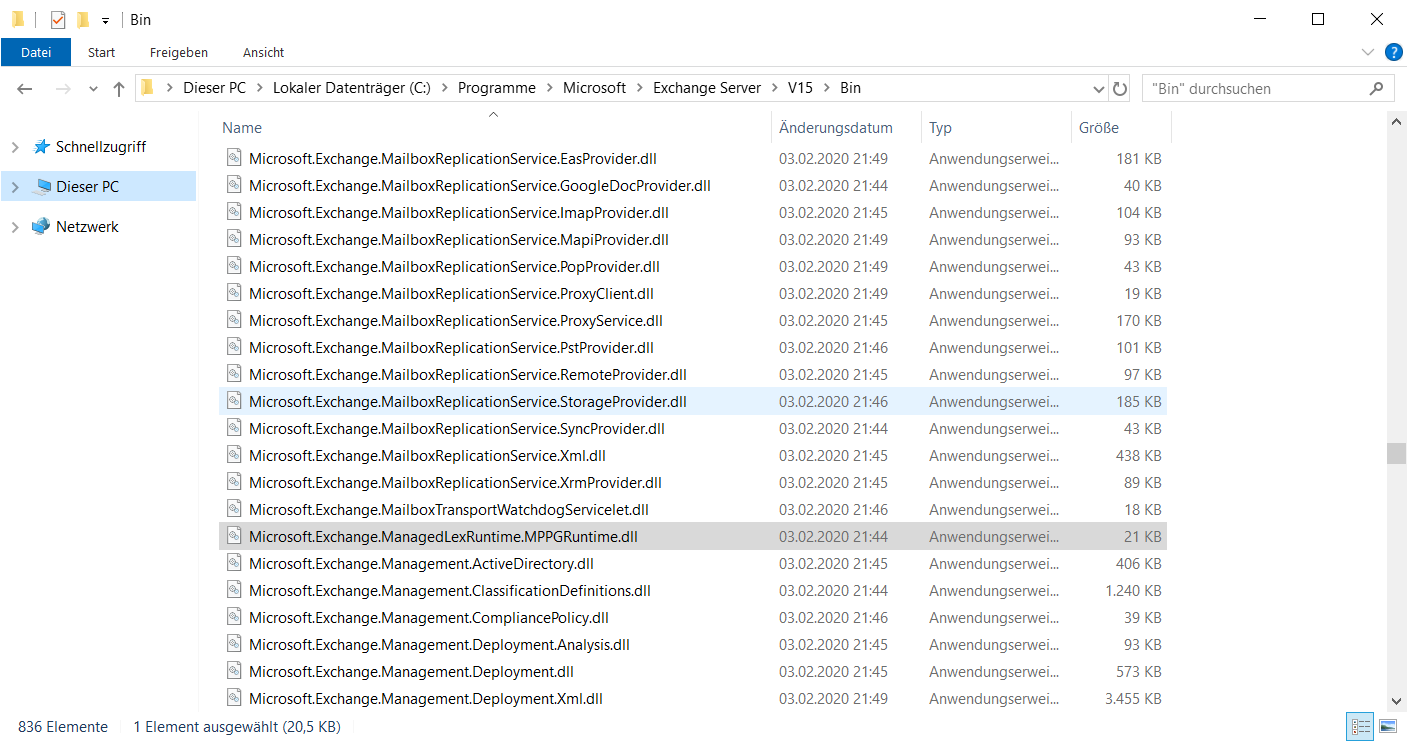 Bin
Datei Start Freigeben Ansicht ?
Dieser PC Lokaler Datenträger (C:) Programme Microsoft Exchange Server V15 Bin "Bin" durchsuchen
Name Änderungsdatum Typ Größe
Schnellzugriff
Dieser PC
Netzwerk
Microsoft.Exchange.MailboxReplicationService.EasProvider.dll 03.02.2020 21:49 Anwendungserwei... 181 KB
Microsoft.Exchange.MailboxReplicationService.GoogleDocProvider.dll 03.02.2020 21:44 Anwendungserwei... 40 KB
Microsoft.Exchange.MailboxReplicationService.ImapProvider.dll 03.02.2020 21:45 Anwendungserwei... 104 KB
Microsoft.Exchange.MailboxReplicationService.MapiProvider.dll 03.02.2020 21:49 Anwendungserwei... 93 KB
Microsoft.Exchange.MailboxReplicationService.PopProvider.dll 03.02.2020 21:49 Anwendungserwei... 43 KB
Microsoft.Exchange.MailboxReplicationService.ProxyClient.dll 03.02.2020 21:49 Anwendungserwei... 19 KB
Microsoft.Exchange.MailboxReplicationService.ProxyService.dll 03.02.2020 21:45 Anwendungserwei... 170 KB
Microsoft.Exchange.MailboxReplicationService.PstProvider.dll 03.02.2020 21:46 Anwendungserwei... 101 KB
Microsoft.Exchange.MailboxReplicationService.RemoteProvider.dll 03.02.2020 21:45 Anwendungserwei... 97 KB
Microsoft.Exchange.MailboxReplicationService.StorageProvider.dll 03.02.2020 21:46 Anwendungserwei... 185 KB
Microsoft.Exchange.MailboxReplicationService.SyncProvider.dll 03.02.2020 21:44 Anwendungserwei... 43 KB
Microsoft.Exchange.MailboxReplicationService.Xml.dll 03.02.2020 21:45 Anwendungserwei... 438 KB
Microsoft.Exchange.MailboxReplicationService.XrmProvider.dll 03.02.2020 21:45 Anwendungserwei... 89 KB
Microsoft.Exchange.MailboxTransportWatchdogServicelet.dll 03.02.2020 21:46 Anwendungserwei... 18 KB
Microsoft.Exchange.ManagedLexRuntime.MPPGRuntime.dll 03.02.2020 21:44 Anwendungserwei... 21 KB
Microsoft.Exchange.Management.ActiveDirectory.dll 03.02.2020 21:45 Anwendungserwei... 406 KB
Microsoft.Exchange.Management.ClassificationDefinitions.dll 03.02.2020 21:44 Anwendungserwei... 1.240 KB
Microsoft.Exchange.Management.CompliancePolicy.dll 03.02.2020 21:46 Anwendungserwei... 39 KB
Microsoft.Exchange.Management.Deployment.Analysis.dll 03.02.2020 21:45 Anwendungserwei... 93 KB
Microsoft.Exchange.Management.Deployment.dll 03.02.2020 21:45 Anwendungserwei... 573 KB
Microsoft.Exchange.Management.Deployment.Xml.dll 03.02.2020 21:49 Anwendungserwei... 3.455 KB
836 Elemente 1 Element ausgewählt (20,5 KB)